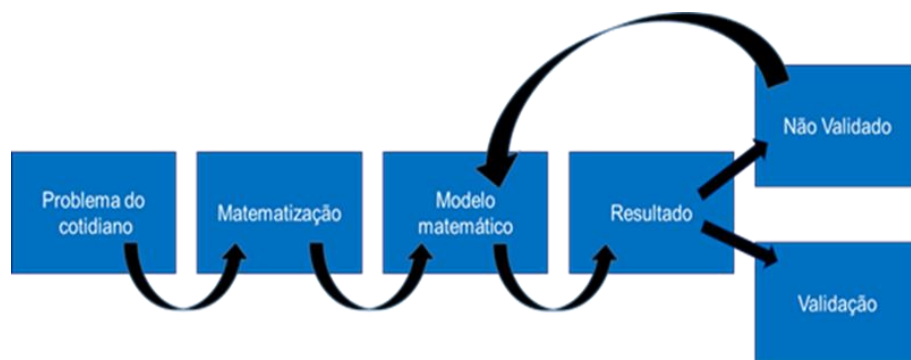 Problema do
cotidiano
Matematização
Modelo
matemático
Resultado
Não Validado
Validação